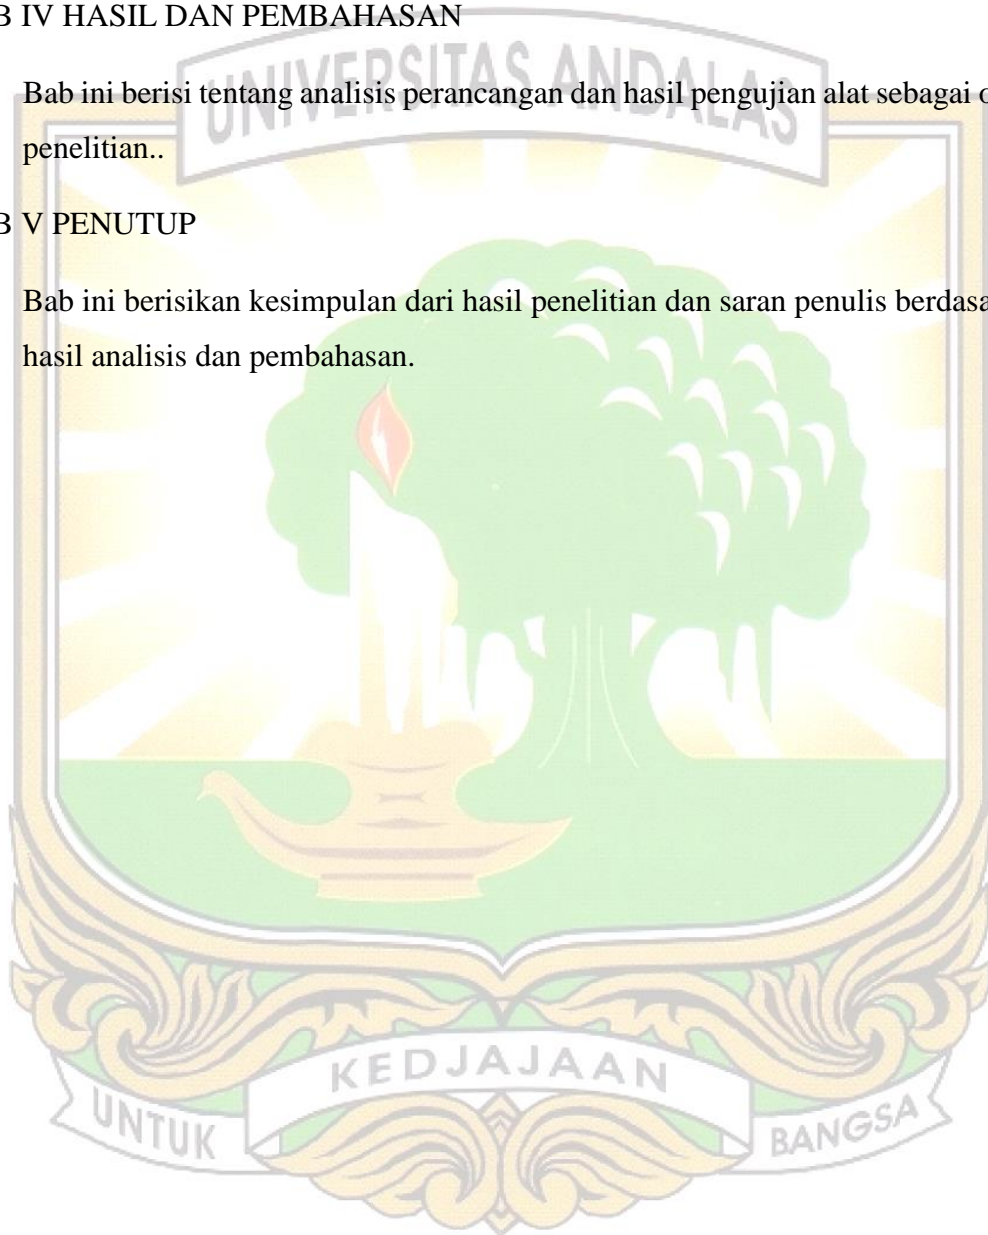 B IV HASIL DAN PEMBAHASAN
UNIVERSITAS ANDALAS
Bab ini berisi tentang analisis perancangan dan hasil pengujian alat sebagai
penelitian..
B V PENUTUP
Bab ini berisikan kesimpulan dari hasil penelitian dan saran penulis
hasil analisis dan pembahasan.
KEDJAJAAN
UNTUK
BANGSA